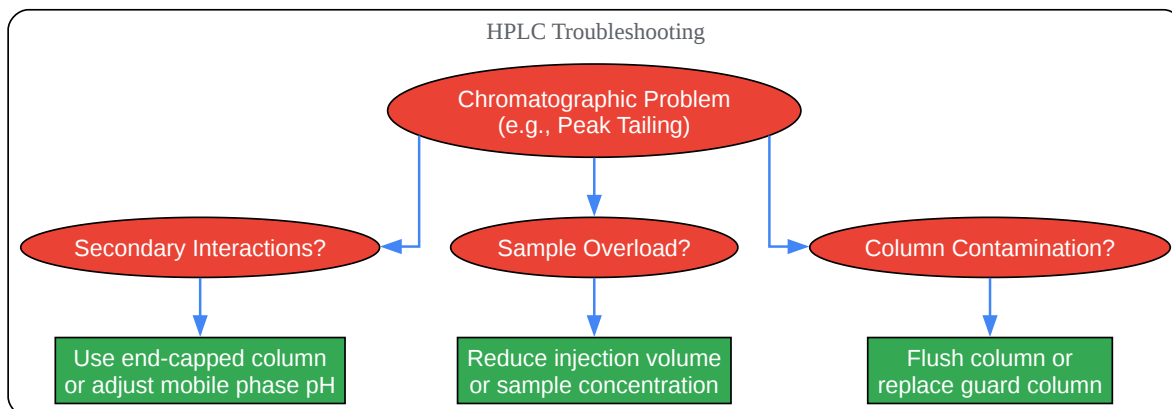 HPLC Troubleshooting
Chromatographic Problem
(e.g., Peak Tailing)
Secondary Interactions?
Sample Overload?
Column Contamination?
Use end-capped column
or adjust mobile phase pH
Reduce injection volume
or sample concentration
Flush column or
replace guard column